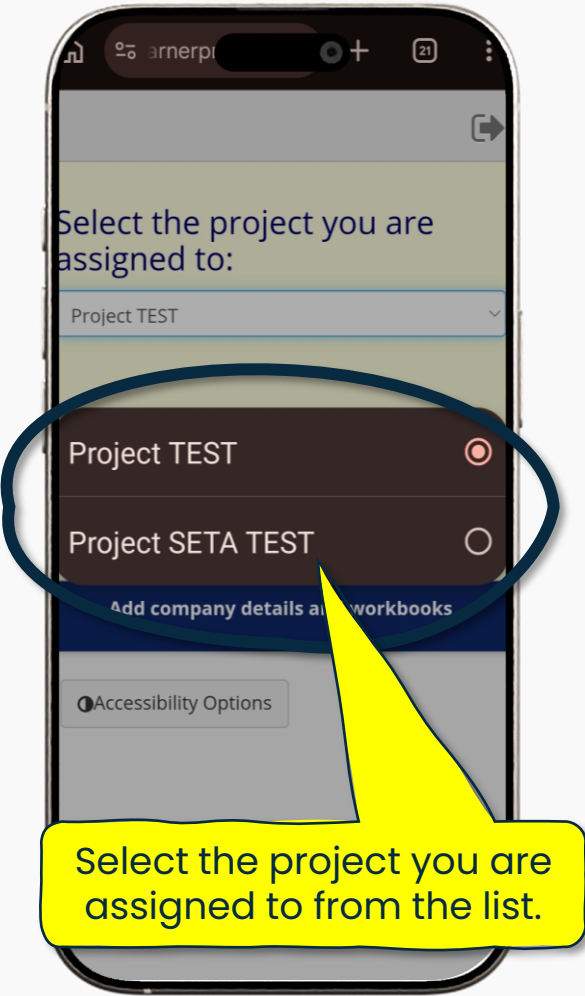 21
Select the project you are
assigned to:
Project TEST
Project TEST
Project SETA TEST
Add company details workbooks
Accessibility Options
Select the project you are
assigned to from the list.